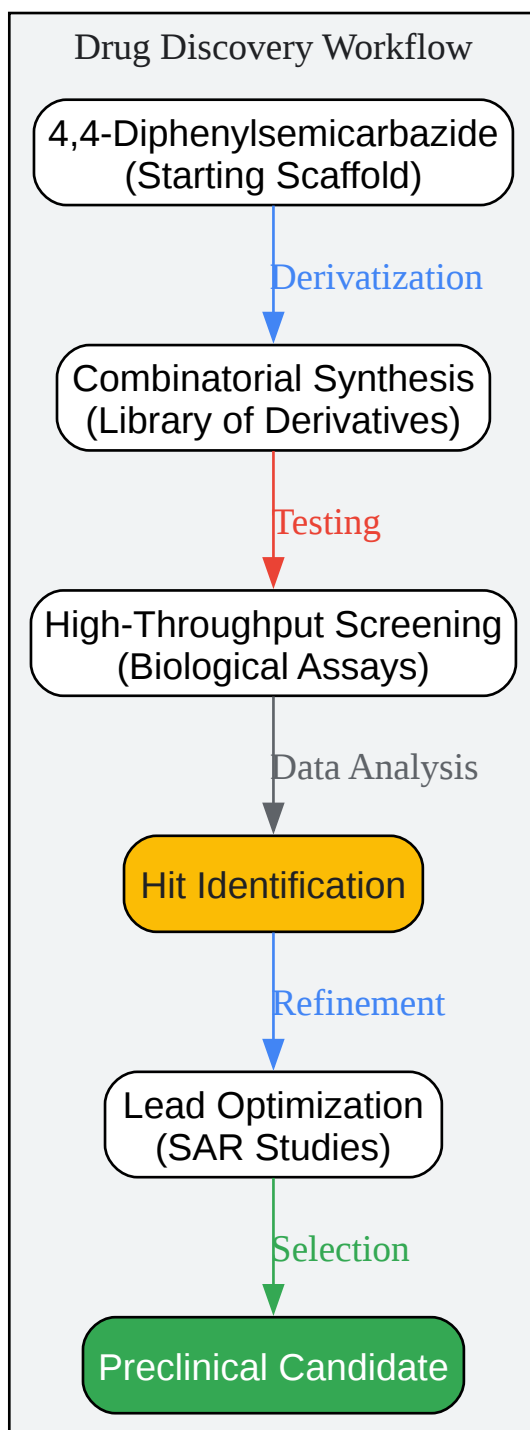 Drug Discovery Workflow
4,4-Diphenylsemicarbazide
(Starting Scaffold)
Derivatization
Combinatorial Synthesis
(Library of Derivatives)
Testing
High-Throughput Screening
(Biological Assays)
Data Analysis
Hit Identification
Refinement
Lead Optimization
(SAR Studies)
Selection
Preclinical Candidate